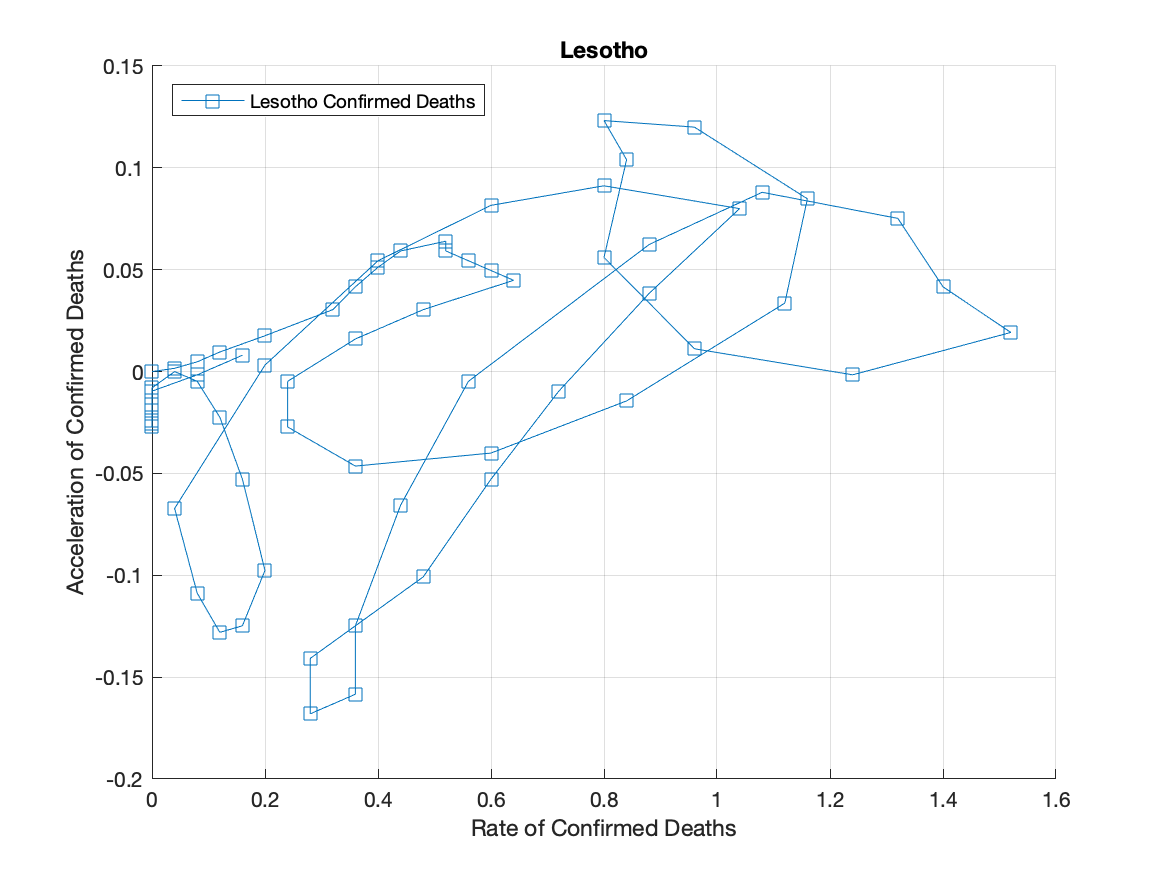 Lesotho
0.15
Lesotho Confirmed Deaths
0.1
0.05
0
-0.05
-0.1
-0.15
-0.2
Acceleration of Confirmed Deaths
0 0.2 0.4 0.6 0.8 1 1.2 1.4 1.6
Rate of Confirmed Deaths